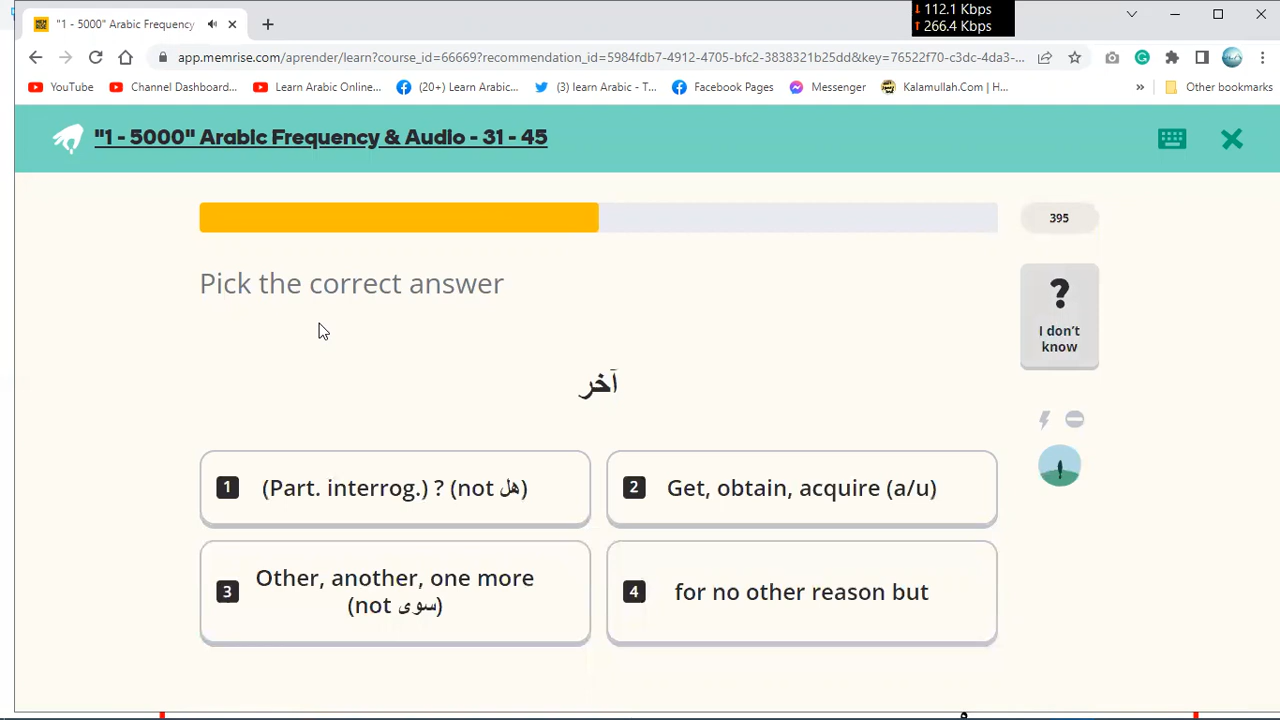 "1 - 5000" Arabic Frequency
↓ 112.1 Kbps
↑ 266.4 Kbps
app.memrise.com/aprender/learn?course_id=66669?recommendation_id=5984fdb7-4912-4705-bfc2-3838321b25dd&key=76522f70-c3dc-4da3-...
YouTube
Channel Dashboard...
Learn Arabic Online...
(20+) Learn Arabic...
(3) learn Arabic - T...
Facebook Pages
Messenger
Kalamullah.Com | H...
»
Other bookmarks
"1 - 5000" Arabic Frequency & Audio - 31 - 45
395
Pick the correct answer
?
I don't
know
آخر
1 (Part. interrog.) ? (not هل)
2 Get, obtain, acquire (a/u)
3 Other, another, one more
(not سوى)
4 for no other reason but